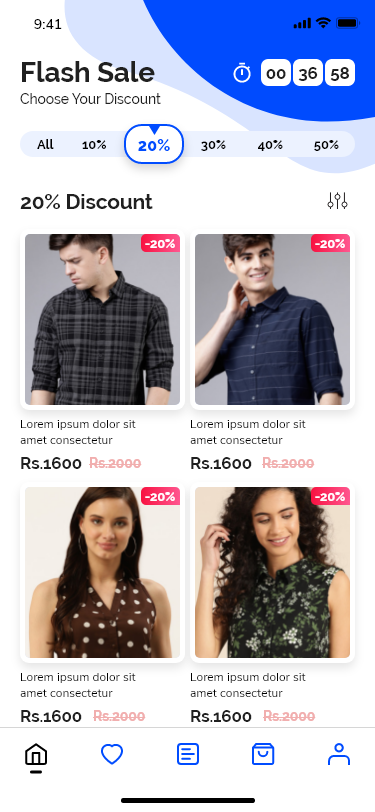 9:41
Flash Sale
00 36 58
Choose Your Discount
All 10% 20% 30% 40% 50%
20% Discount
-20% -20%
Lorem ipsum dolor sit
amet consectetur
Rs.1600 Rs.2000
Lorem ipsum dolor sit
amet consectetur
Rs.1600 Rs.2000
-20% -20%
Lorem ipsum dolor sit
amet consectetur
Rs.1600 Rs.2000
Lorem ipsum dolor sit
amet consectetur
Rs.1600 Rs.2000